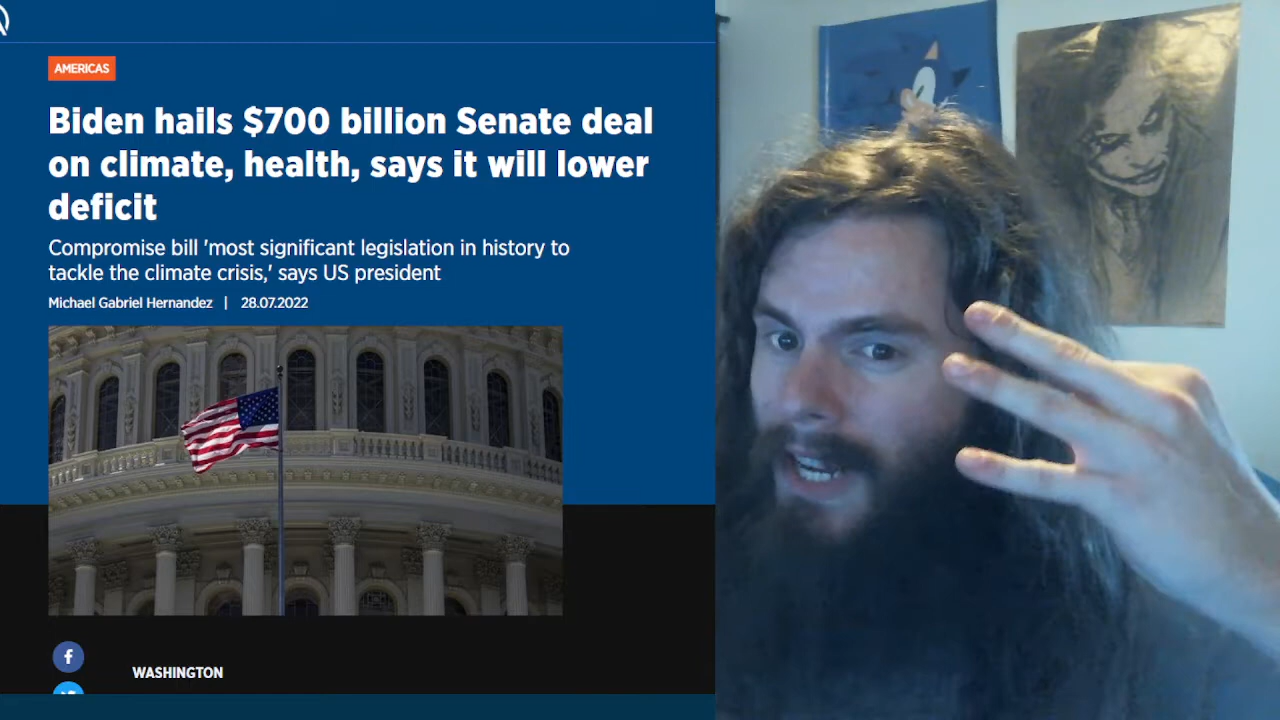 AMERICAS
Biden hails $700 billion Senate deal
on climate, health, says it will lower
deficit
Compromise bill 'most significant legislation in history to
tackle the climate crisis,' says US president
Michael Gabriel Hernandez | 28.07.2022
f
WASHINGTON